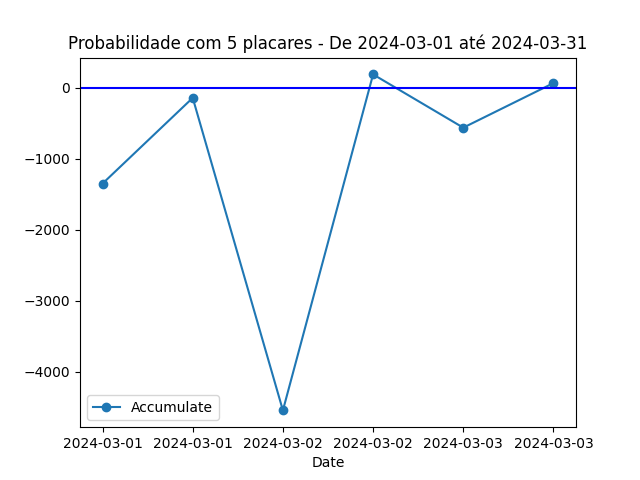 Probabilidade com 5 placares - De 2024-03-01 até 2024-03-31
0
−1000
−2000
−3000
−4000
Accumulate
2024-03-01 2024-03-01 2024-03-02 2024-03-02 2024-03-03 2024-03-03
Date